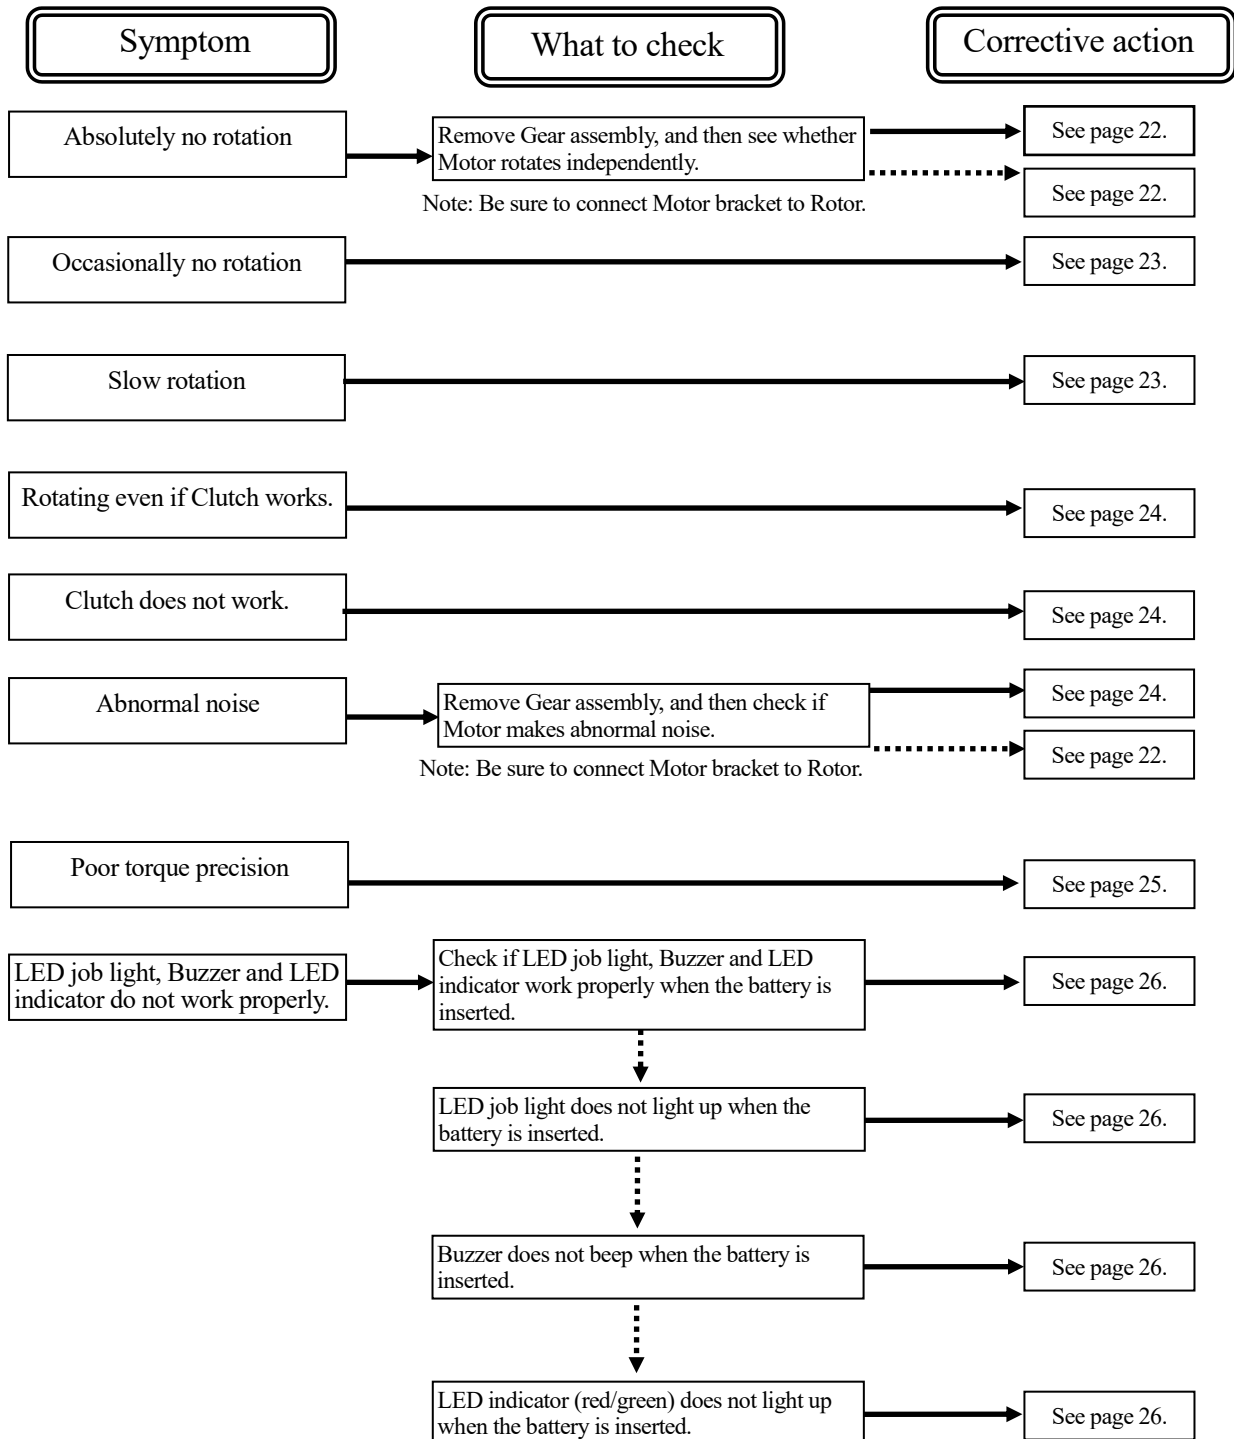 Symptom
What to check
Corrective action
Absolutely no rotation
Remove Gear assembly, and then see whether
Motor rotates independently.
See page 22.
See page 22.
Note: Be sure to connect Motor bracket to Rotor.
Occasionally no rotation
See page 23.
Slow rotation
See page 23.
Rotating even if Clutch works.
See page 24.
Clutch does not work.
See page 24.
Abnormal noise
Remove Gear assembly, and then check if
Motor makes abnormal noise.
See page 24.
See page 22.
Note: Be sure to connect Motor bracket to Rotor.
Poor torque precision
See page 25.
LED job light, Buzzer and LED
indicator do not work properly.
Check if LED job light, Buzzer and LED
indicator work properly when the battery is
inserted.
See page 26.
LED job light does not light up when the
battery is inserted.
See page 26.
Buzzer does not beep when the battery is
inserted.
See page 26.
LED indicator (red/green) does not light up
when the battery is inserted.
See page 26.